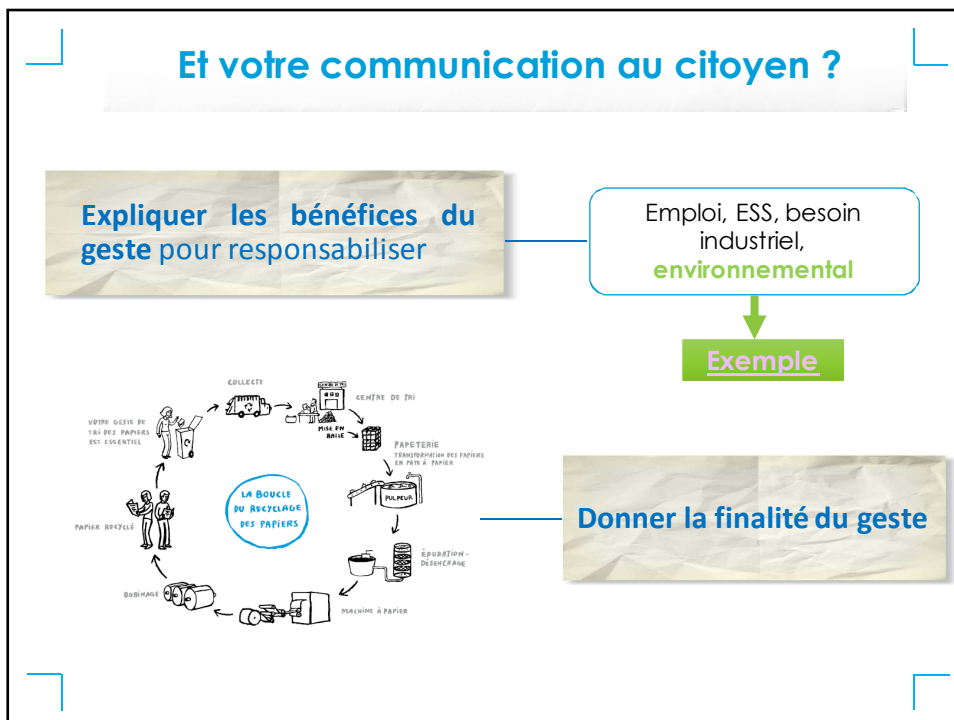 Et votre communication au citoyen ?
Expliquer les bénéfices du
geste pour responsabiliser
Emploi, ESS, besoin
industriel,
environnemental
Exemple
COLLECTE
CENTRE DE TRI
MISE EN
BALLE
PAPETERIE
TRANSFORMATION DES PAPIERS
EN PATE À PAPIER
PULPEUR
ÉPURATION -
DÉSENCRAGE
MACHINE À PAPIER
BOBINAGE
PAPIER RECYCLÉ
VOTRE GESTE DE
TRI DES PAPIERS
EST ESSENTIEL
LA BOUCLE
DU RECYCLAGE
DES PAPIERS
Donner la finalité du geste